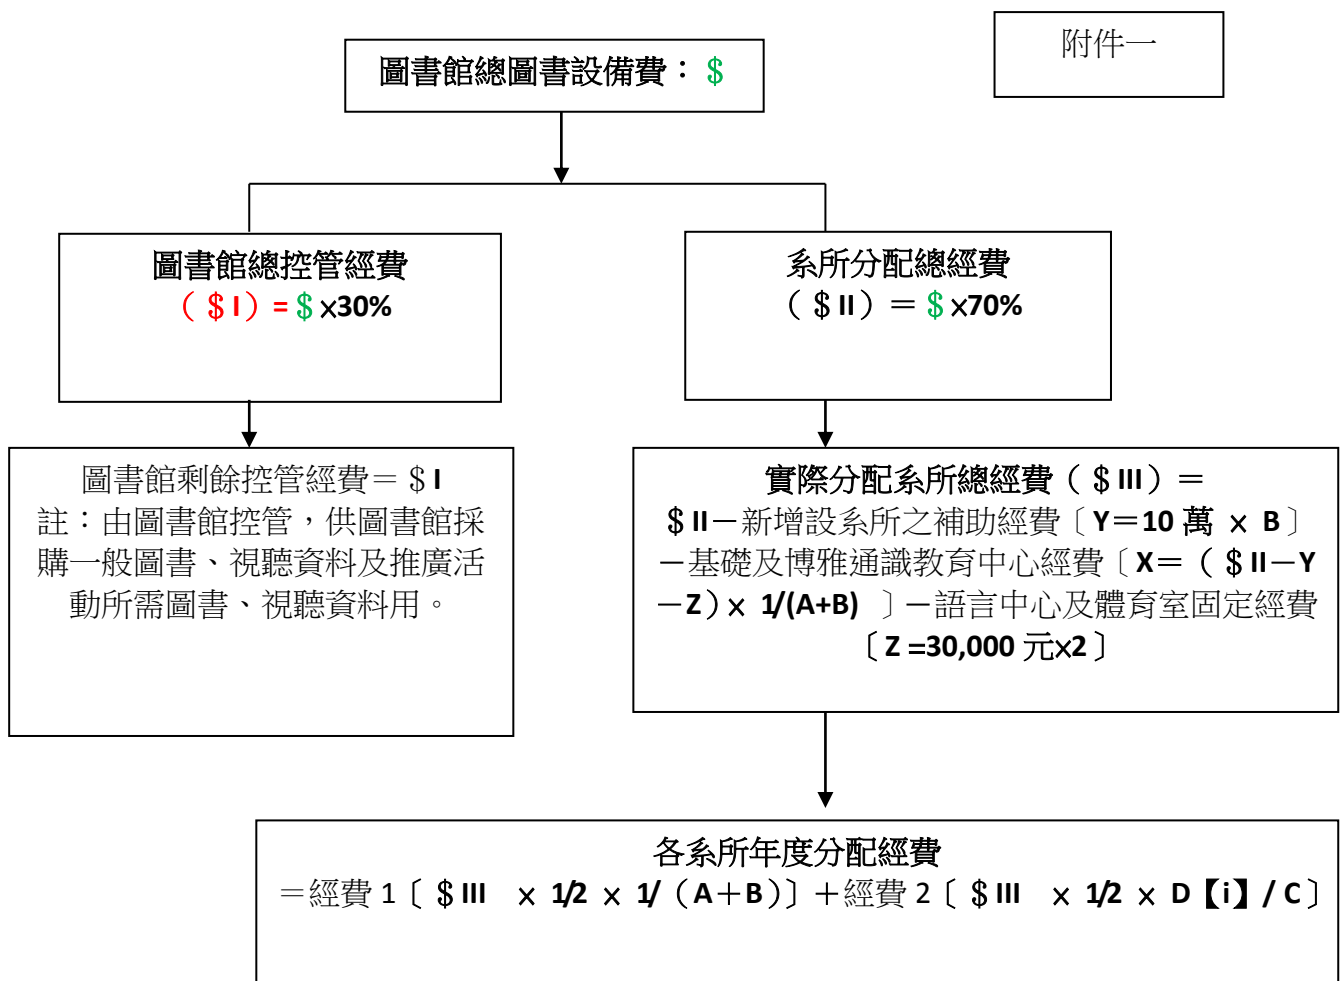 附件一
圖書館總圖書設備費：＄
圖書館總控管經費
（＄I）=＄×30%
系所分配總經費
（＄II）＝＄×70%
圖書館剩餘控管經費＝＄I
註：由圖書館控管，供圖書館採
購一般圖書、視聽資料及推廣活
動所需圖書、視聽資料用。
實際分配系所總經費（＄III）＝
＄II－新增設系所之補助經費〔Y＝10 萬 × B〕
－基礎及博雅通識教育中心經費〔X＝（＄II－Y
－Z）× 1/(A+B) 〕－語言中心及體育室固定經費
〔Z =30,000 元×2〕
各系所年度分配經費
＝經費 1〔＄III × 1/2 × 1/（A＋B）〕＋經費 2〔＄III × 1/2 × D【i】/ C〕